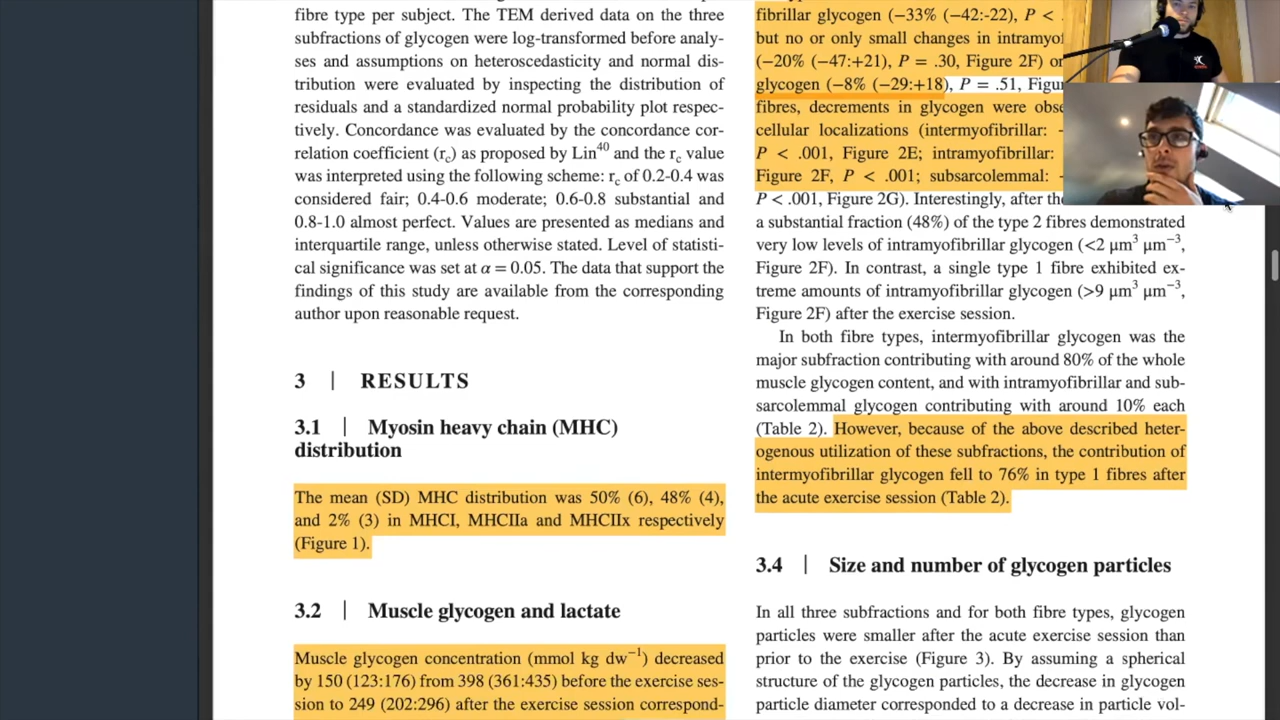 fibre type per subject. The TEM derived data on the three
subfractions of glycogen were log-transformed before analy-
ses and assumptions on heteroscedasticity and normal dis-
tribution were evaluated by inspecting the distribution of
residuals and a standardized normal probability plot respec-
tively. Concordance was evaluated by the concordance cor-
relation coefficient (rc) as proposed by Lin40 and the rc value
was interpreted using the following scheme: rc of 0.2-0.4 was
considered fair; 0.4-0.6 moderate; 0.6-0.8 substantial and
0.8-1.0 almost perfect. Values are presented as medians and
interquartile range, unless otherwise stated. Level of statisti-
cal significance was set at α = 0.05. The data that support the
findings of this study are available from the corresponding
author upon reasonable request.
3 | RESULTS
3.1 | Myosin heavy chain (MHC)
distribution
The mean (SD) MHC distribution was 50% (6), 48% (4),
and 2% (3) in MHCI, MHCIIa and MHCIIx respectively
(Figure 1).
3.2 | Muscle glycogen and lactate
Muscle glycogen concentration (mmol kg dw−1) decreased
by 150 (123:176) from 398 (361:435) before the exercise ses-
sion to 249 (202:296) after the exercise session correspond-
fibrillar glycogen (−33% (−42:-22), P <
but no or only small changes in intramyof
(−20% (−47:+21), P = .30, Figure 2F) or
glycogen (−8% (−29:+18), P = .51, Figu
fibres, decrements in glycogen were obse
cellular localizations (intermyofibrillar: -
P < .001, Figure 2E; intramyofibrillar:
Figure 2F, P < .001; subsarcolemmal: -
P < .001, Figure 2G). Interestingly, after the
a substantial fraction (48%) of the type 2 fibres demonstrated
very low levels of intramyofibrillar glycogen (<2 μm3 μm−3,
Figure 2F). In contrast, a single type 1 fibre exhibited ex-
treme amounts of intramyofibrillar glycogen (>9 μm3 μm−3,
Figure 2F) after the exercise session.
In both fibre types, intermyofibrillar glycogen was the
major subfraction contributing with around 80% of the whole
muscle glycogen content, and with intramyofibrillar and sub-
sarcolemmal glycogen contributing with around 10% each
(Table 2). However, because of the above described heter-
ogenous utilization of these subfractions, the contribution of
intermyofibrillar glycogen fell to 76% in type 1 fibres after
the acute exercise session (Table 2).
3.4 | Size and number of glycogen particles
In all three subfractions and for both fibre types, glycogen
particles were smaller after the acute exercise session than
prior to the exercise (Figure 3). By assuming a spherical
structure of the glycogen particles, the decrease in glycogen
particle diameter corresponded to a decrease in particle vol-